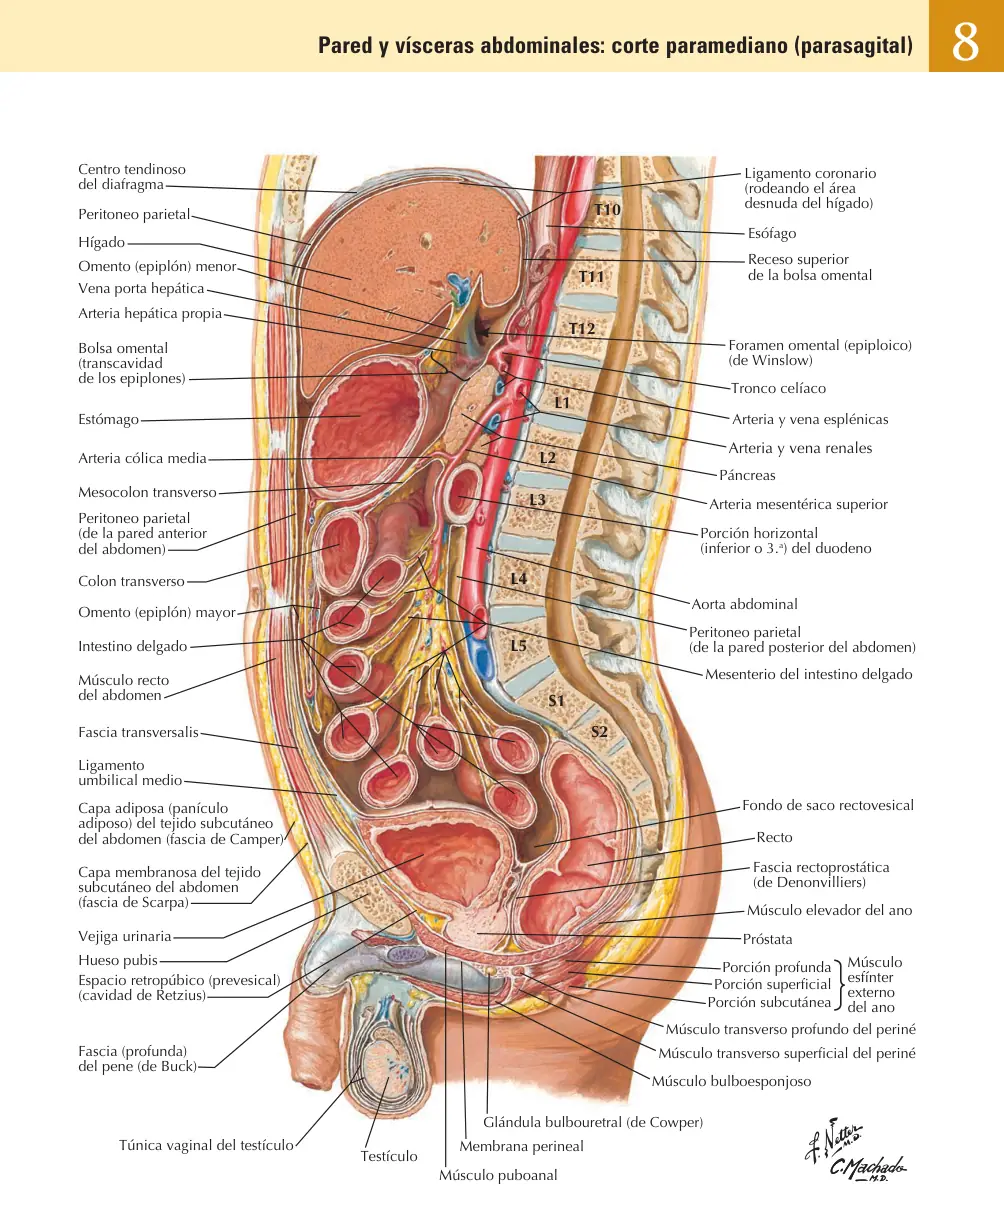 Pared y vísceras abdominales: corte paramediano (parasagital)
8
Centro tendinoso
del diafragma
Peritoneo parietal
Hígado
Omento (epiplón) menor
Vena porta hepática
Arteria hepática propia
Bolsa omental
(transcavidad
de los epiplones)
Estómago
Arteria cólica media
Mesocolon transverso
Peritoneo parietal
(de la pared anterior
del abdomen)
Colon transverso
Omento (epiplón) mayor
Intestino delgado
Músculo recto
del abdomen
Fascia transversalis
Ligamento
umbilical medio
Capa adiposa (panículo
adiposo) del tejido subcutáneo
del abdomen (fascia de Camper)
Capa membranosa del tejido
subcutáneo del abdomen
(fascia de Scarpa)
Vejiga urinaria
Hueso pubis
Espacio retropúbico (prevesical)
(cavidad de Retzius)
Fascia (profunda)
del pene (de Buck)
Túnica vaginal del testículo
Testículo
Músculo puboanal
Membrana perineal
Glándula bulbouretral (de Cowper)
T10
T11
T12
L1
L2
L3
L4
L5
S1
S2
Ligamento coronario
(rodeando el área
desnuda del hígado)
Esófago
Receso superior
de la bolsa omental
Foramen omental (epiploico)
(de Winslow)
Tronco celíaco
Arteria y vena esplénicas
Arteria y vena renales
Páncreas
Arteria mesentérica superior
Porción horizontal
(inferior o 3.ª) del duodeno
Aorta abdominal
Peritoneo parietal
(de la pared posterior del abdomen)
Mesenterio del intestino delgado
Fondo de saco rectovesical
Recto
Fascia rectoprostática
(de Denonvilliers)
Músculo elevador del ano
Próstata
Porción profunda
Porción superficial
Porción subcutánea
Músculo
esfínter
externo
del ano
Músculo transverso profundo del periné
Músculo transverso superficial del periné
Músculo bulboesponjoso
F. Netter
M.D.
C. Machado
M.D.